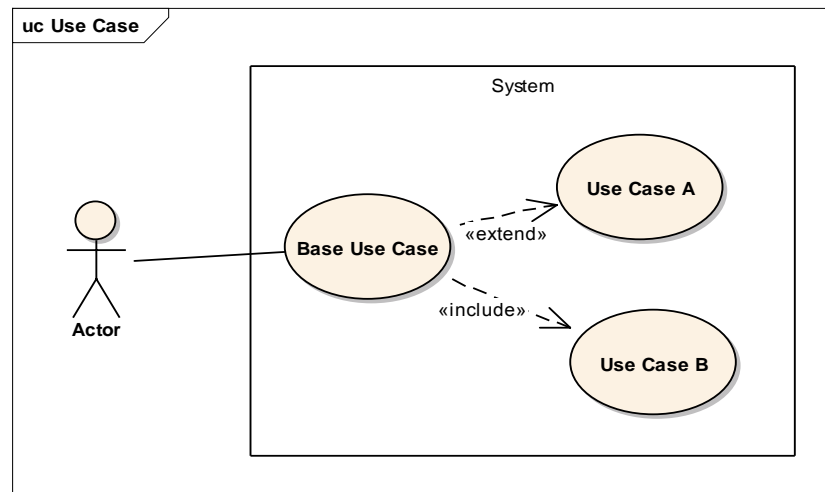 uc Use Case
System
Use Case A
«extend»
Base Use Case
«include»
Actor
Use Case B